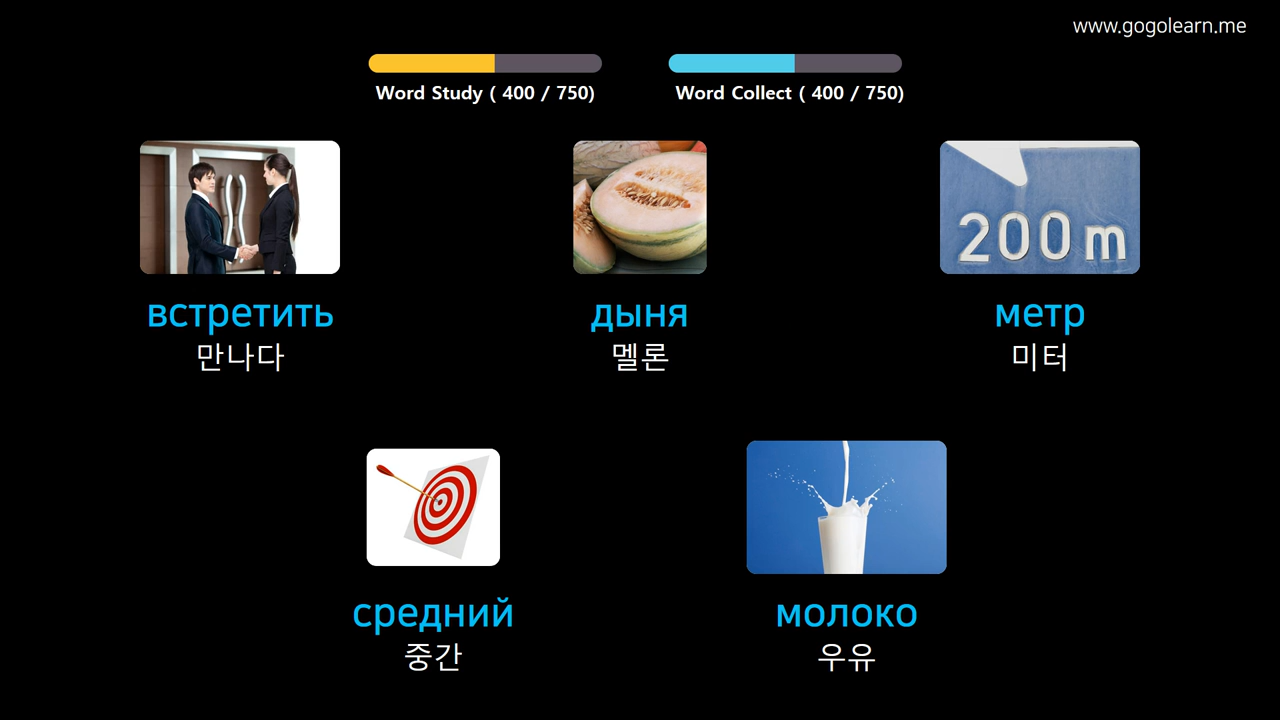 www.gogolearn.me
Word Study ( 400 / 750)
Word Collect ( 400 / 750)
200m
встретить
만나다
дыня
멜론
метр
미터
средний
중간
молоко
우유